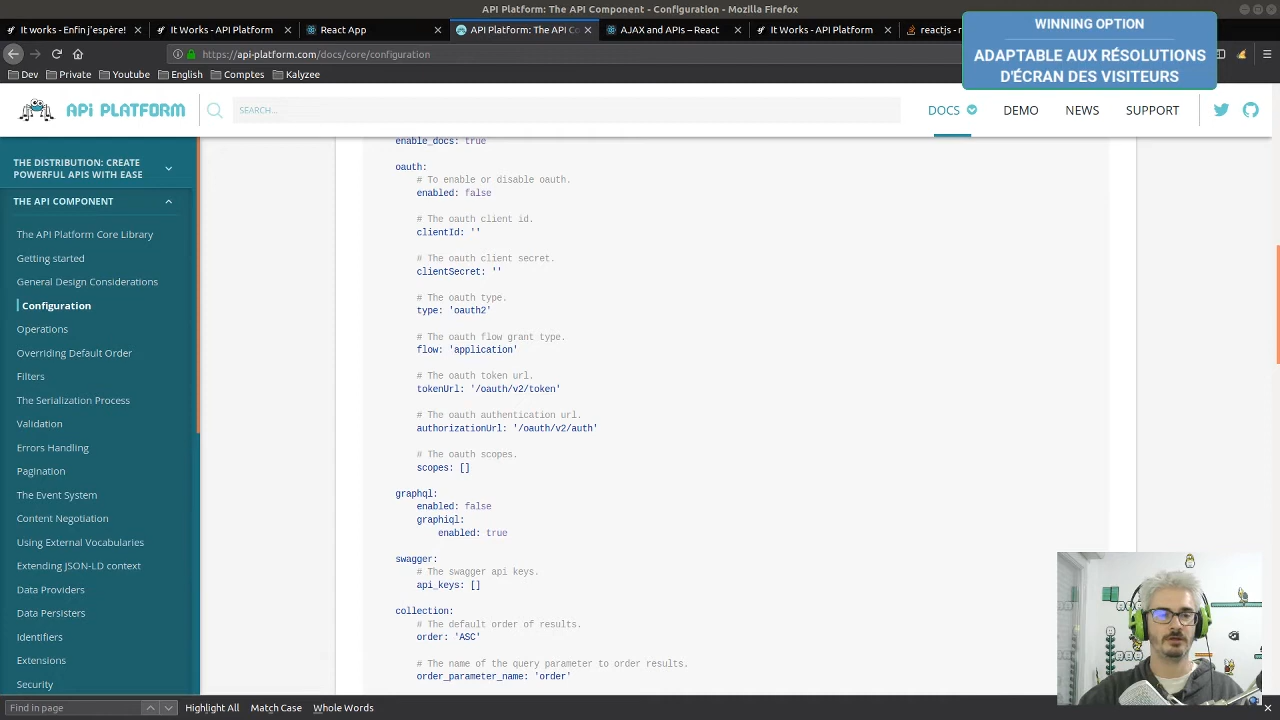 API Platform: The API Component - Configuration - Mozilla Firefox
It works - Enfin j'espère!
It Works - API Platform
React App
API Platform: The API Co
AJAX and APIs – React
It Works - API Platform
reactjs -
WINNING OPTION
ADAPTABLE AUX RÉSOLUTIONS
D'ÉCRAN DES VISITEURS
https://api-platform.com/docs/core/configuration
Dev
Private
Youtube
English
Comptes
Kalyzee
API PLATFORM
SEARCH...
DOCS
DEMO
NEWS
SUPPORT
THE DISTRIBUTION: CREATE
POWERFUL APIS WITH EASE
THE API COMPONENT
The API Platform Core Library
Getting started
General Design Considerations
Configuration
Operations
Overriding Default Order
Filters
The Serialization Process
Validation
Errors Handling
Pagination
The Event System
Content Negotiation
Using External Vocabularies
Extending JSON-LD context
Data Providers
Data Persisters
Identifiers
Extensions
Security
enable_docs: true
oauth:
# To enable or disable oauth.
enabled: false
# The oauth client id.
clientId: ''
# The oauth client secret.
clientSecret: ''
# The oauth type.
type: 'oauth2'
# The oauth flow grant type.
flow: 'application'
# The oauth token url.
tokenUrl: '/oauth/v2/token'
# The oauth authentication url.
authorizationUrl: '/oauth/v2/auth'
# The oauth scopes.
scopes: []
graphql:
enabled: false
graphiql:
enabled: true
swagger:
# The swagger api keys.
api_keys: []
collection:
# The default order of results.
order: 'ASC'
# The name of the query parameter to order results.
order_parameter_name: 'order'
Find in page
Highlight All
Match Case
Whole Words